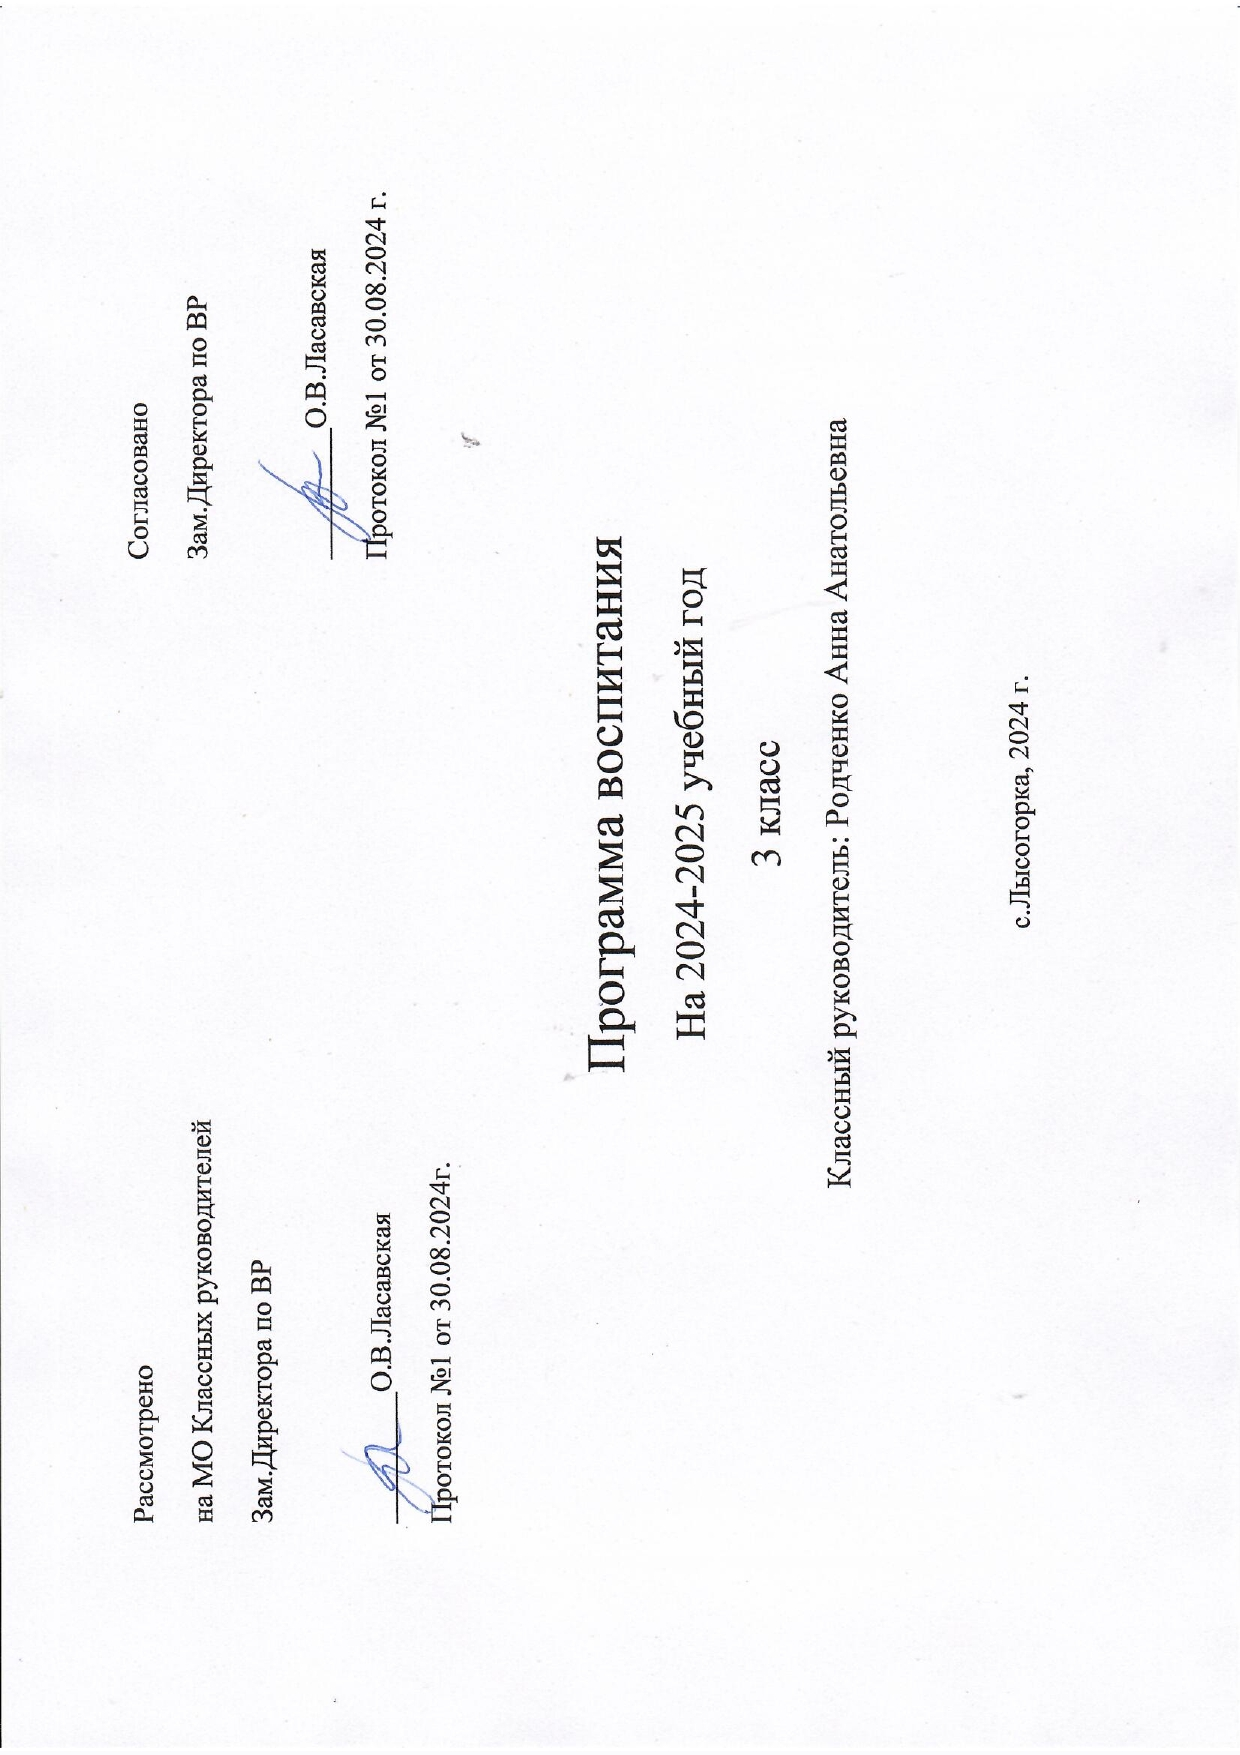 Рассмотрено
на МО Классных руководителей
Зам.Директора по ВР
О.В.Ласавская
Протокол №1 от 30.08.2024г.
Согласовано
Зам.Директора по ВР
О.В.Ласавская
Протокол №1 от 30.08.2024 г.
Программа воспитания
На 2024-2025 учебный год
3 класс
Классный руководитель: Родченко Анна Анатольевна
с.Лысогорка, 2024 г.